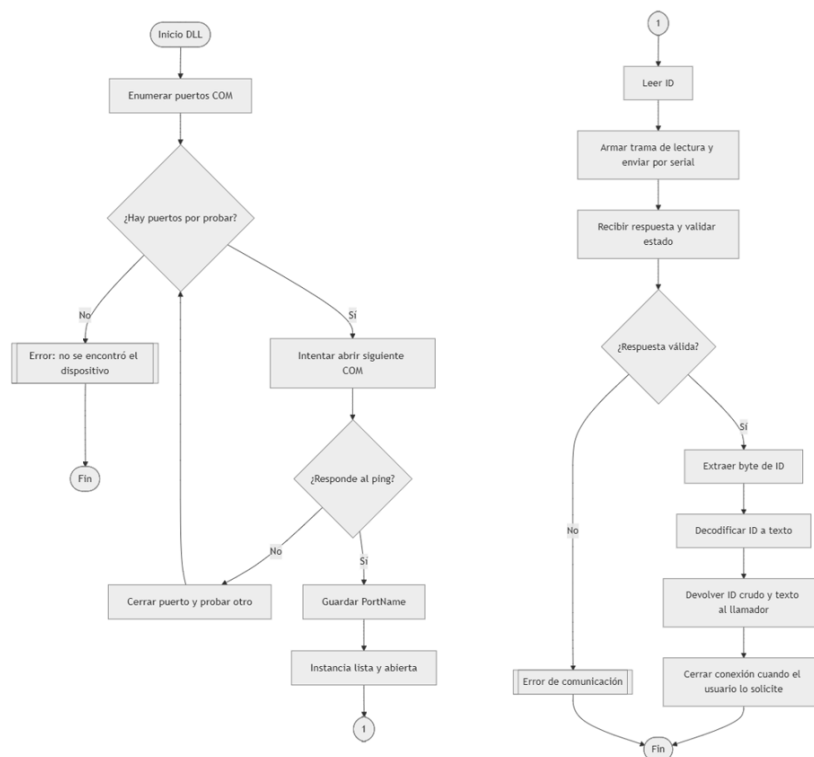 Inicio DLL
Enumerar puertos COM
¿Hay puertos por probar?
No
Sí
Error: no se encontró el
dispositivo
Fin
Intentar abrir siguiente
COM
¿Responde al ping?
No
Sí
Cerrar puerto y probar otro
Guardar PortName
Instancia lista y abierta
1
1
Leer ID
Armar trama de lectura y
enviar por serial
Recibir respuesta y validar
estado
¿Respuesta válida?
Sí
No
Extraer byte de ID
Decodificar ID a texto
Devolver ID crudo y texto
al llamador
Error de comunicación
Cerrar conexión cuando el
usuario lo solicite
Fin